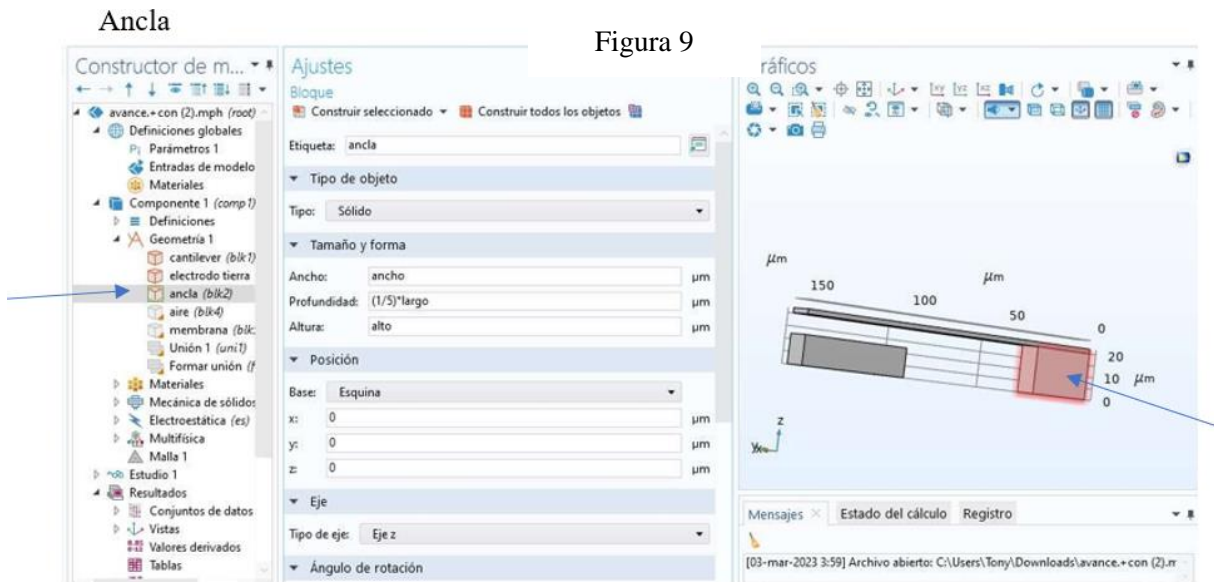 Ancla
Figura 9
Constructor de m...
avance.+con (2).mph (root)
Definiciones globales
Pi Parámetros 1
Entradas de modelo
Materiales
Componente 1 (comp1)
Definiciones
Geometría 1
cantilever (blk1)
electrodo tierra
ancla (blk2)
aire (blk4)
membrana (blk:
Unión 1 (uni1)
Formar unión (f
Materiales
Mecánica de sólidos
Electroestática (es)
Multifísica
Malla 1
Estudio 1
Resultados
Conjuntos de datos
Vistas
Valores derivados
Tablas
Ajustes
Bloque
Construir seleccionado
Construir todos los objetos
Etiqueta: ancla
Tipo de objeto
Tipo: Sólido
Tamaño y forma
Ancho: ancho µm
Profundidad: (1/5)*largo µm
Altura: alto µm
Posición
Base: Esquina
x: 0 µm
y: 0 µm
z: 0 µm
Eje
Tipo de eje: Eje z
Ángulo de rotación
ráficos
µm
µm
150
100
50
0
20
10 µm
0
z
y x
Mensajes
Estado del cálculo
Registro
[03-mar-2023 3:59] Archivo abierto: C:\Users\Tony\Downloads\avance.+con (2).m